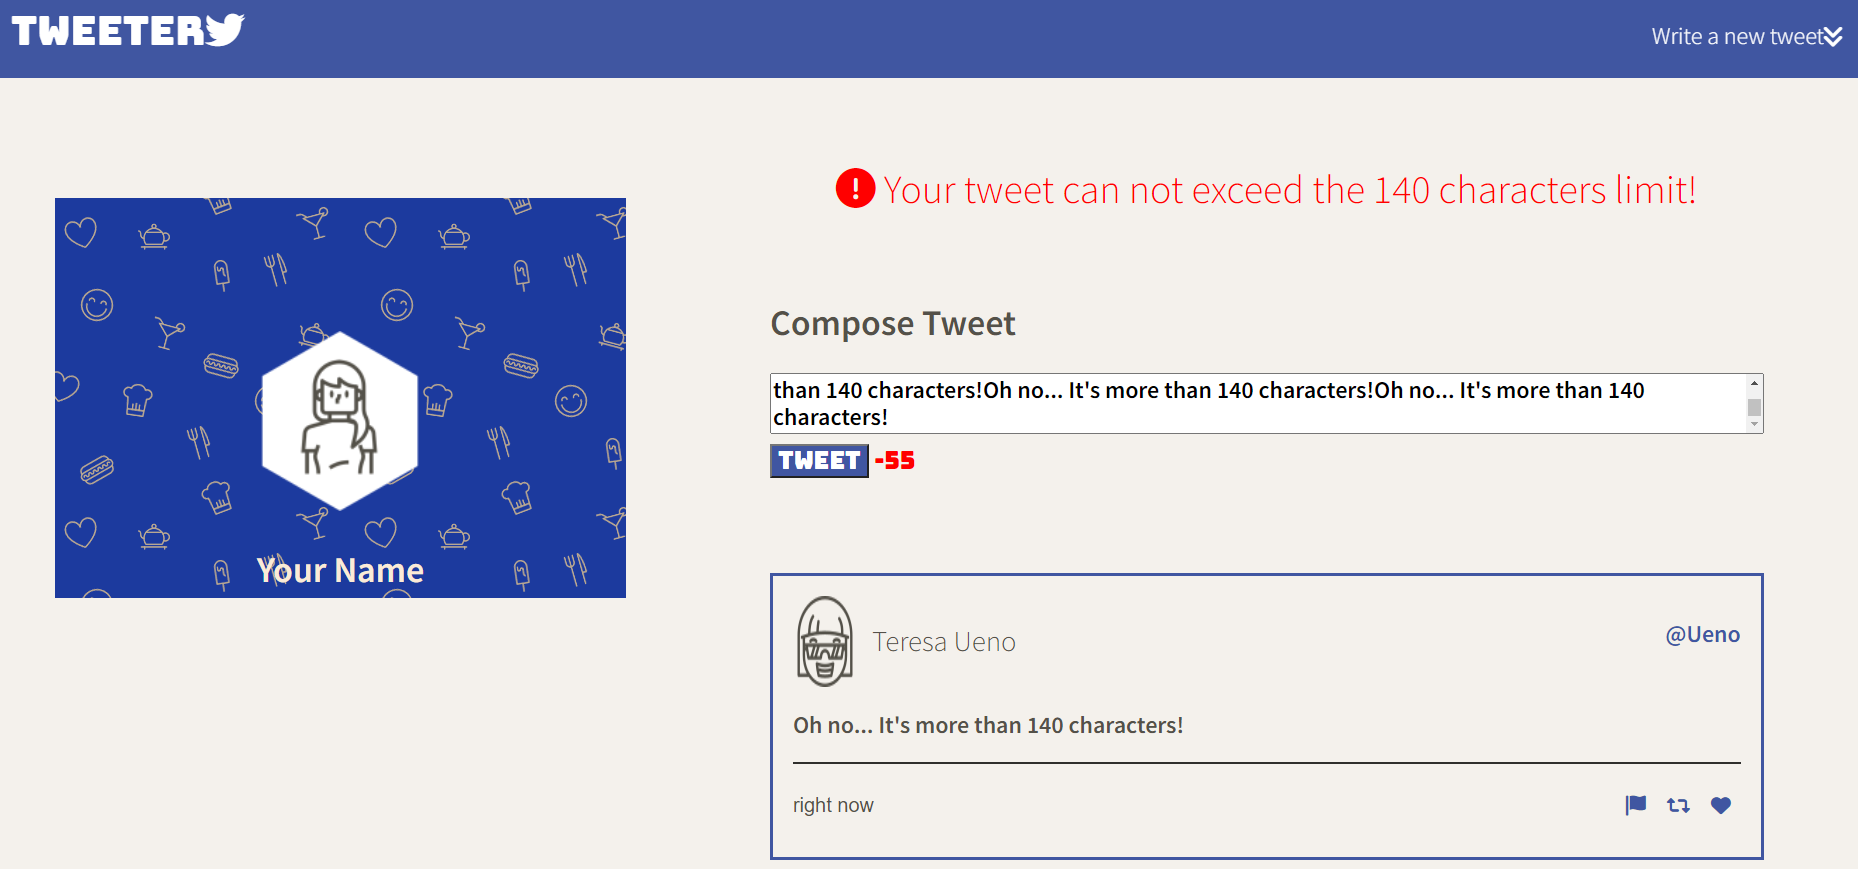 TWEETER
Write a new tweet
Your tweet can not exceed the 140 characters limit!
Your Name
Compose Tweet
than 140 characters!Oh no... It's more than 140 characters!Oh no... It's more than 140
characters!
TWEET -55
Teresa Ueno
@Ueno
Oh no... It's more than 140 characters!
right now